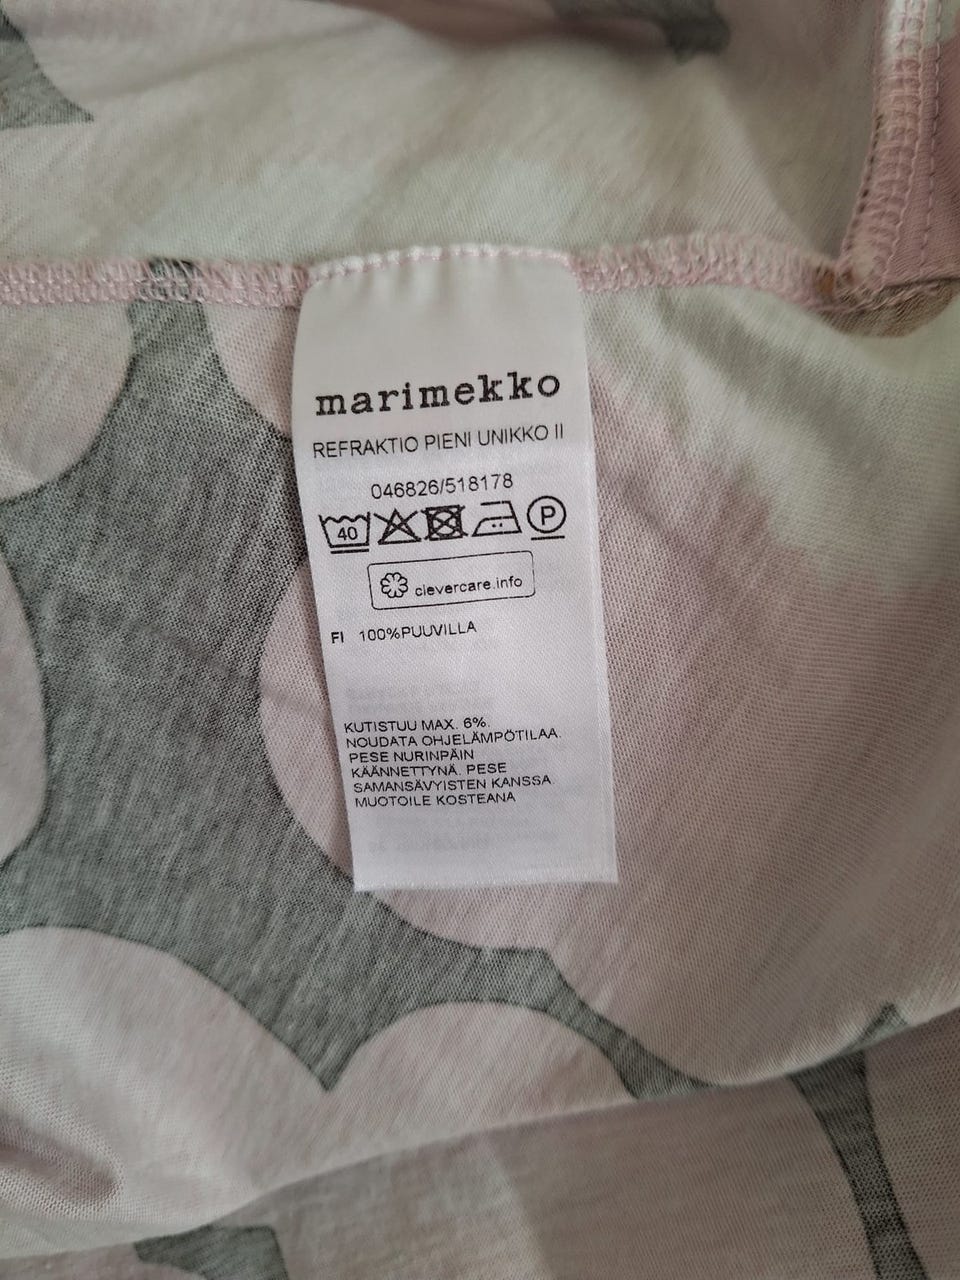 marimekko
REFRAKTIO PIENI UNIKKO II
046826/518178
40 P
clevercare.info
FI 100%PUUVILLA
KUTISTUU MAX. 6%.
NOUDATA OHJELÄMPÖTILAA.
PESE NURINPÄIN
KÄÄNNETTYNÄ. PESE
SAMANSÄVYISTEN KANSSA.
MUOTOILE KOSTEANA